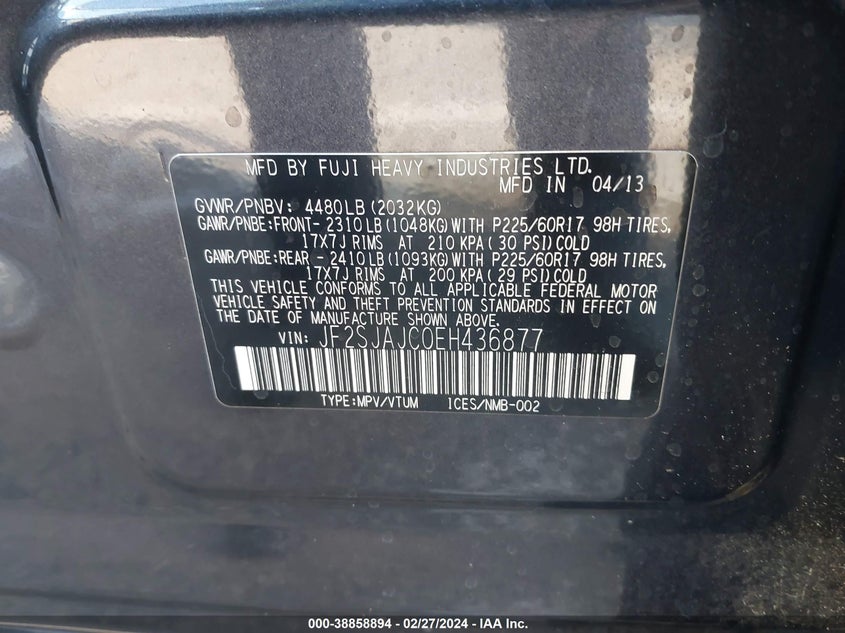 MFD BY FUJI HEAVY INDUSTRIES LTD.
MFD IN 04/13
GVWR/PNBV: 4480LB(2032KG)
GAWR/PNBE:FRONT- 2310LB(1048KG)WITH P225/60R17 98H TIRES,
17X7J RIMS AT 210 KPA(30 PSI)COLD
GAWR/PNBE:REAR - 2410LB(1093KG)WITH P225/60R17 98H TIRES,
17X7J RIMS AT 200 KPA(29 PSI)COLD
THIS VEHICLE CONFORMS TO ALL APPLICABLE FEDERAL MOTOR
VEHICLE SAFETY AND THEFT PREVENTION STANDARDS IN EFFECT ON
THE DATE OF MANUFACTURE SHOWN ABOVE.
VIN: JF2SJAJC0EH436877
TYPE:MPV/VTUM 1CES/NMB-002
000-38858894 - 02/27/2024 - IAA Inc.